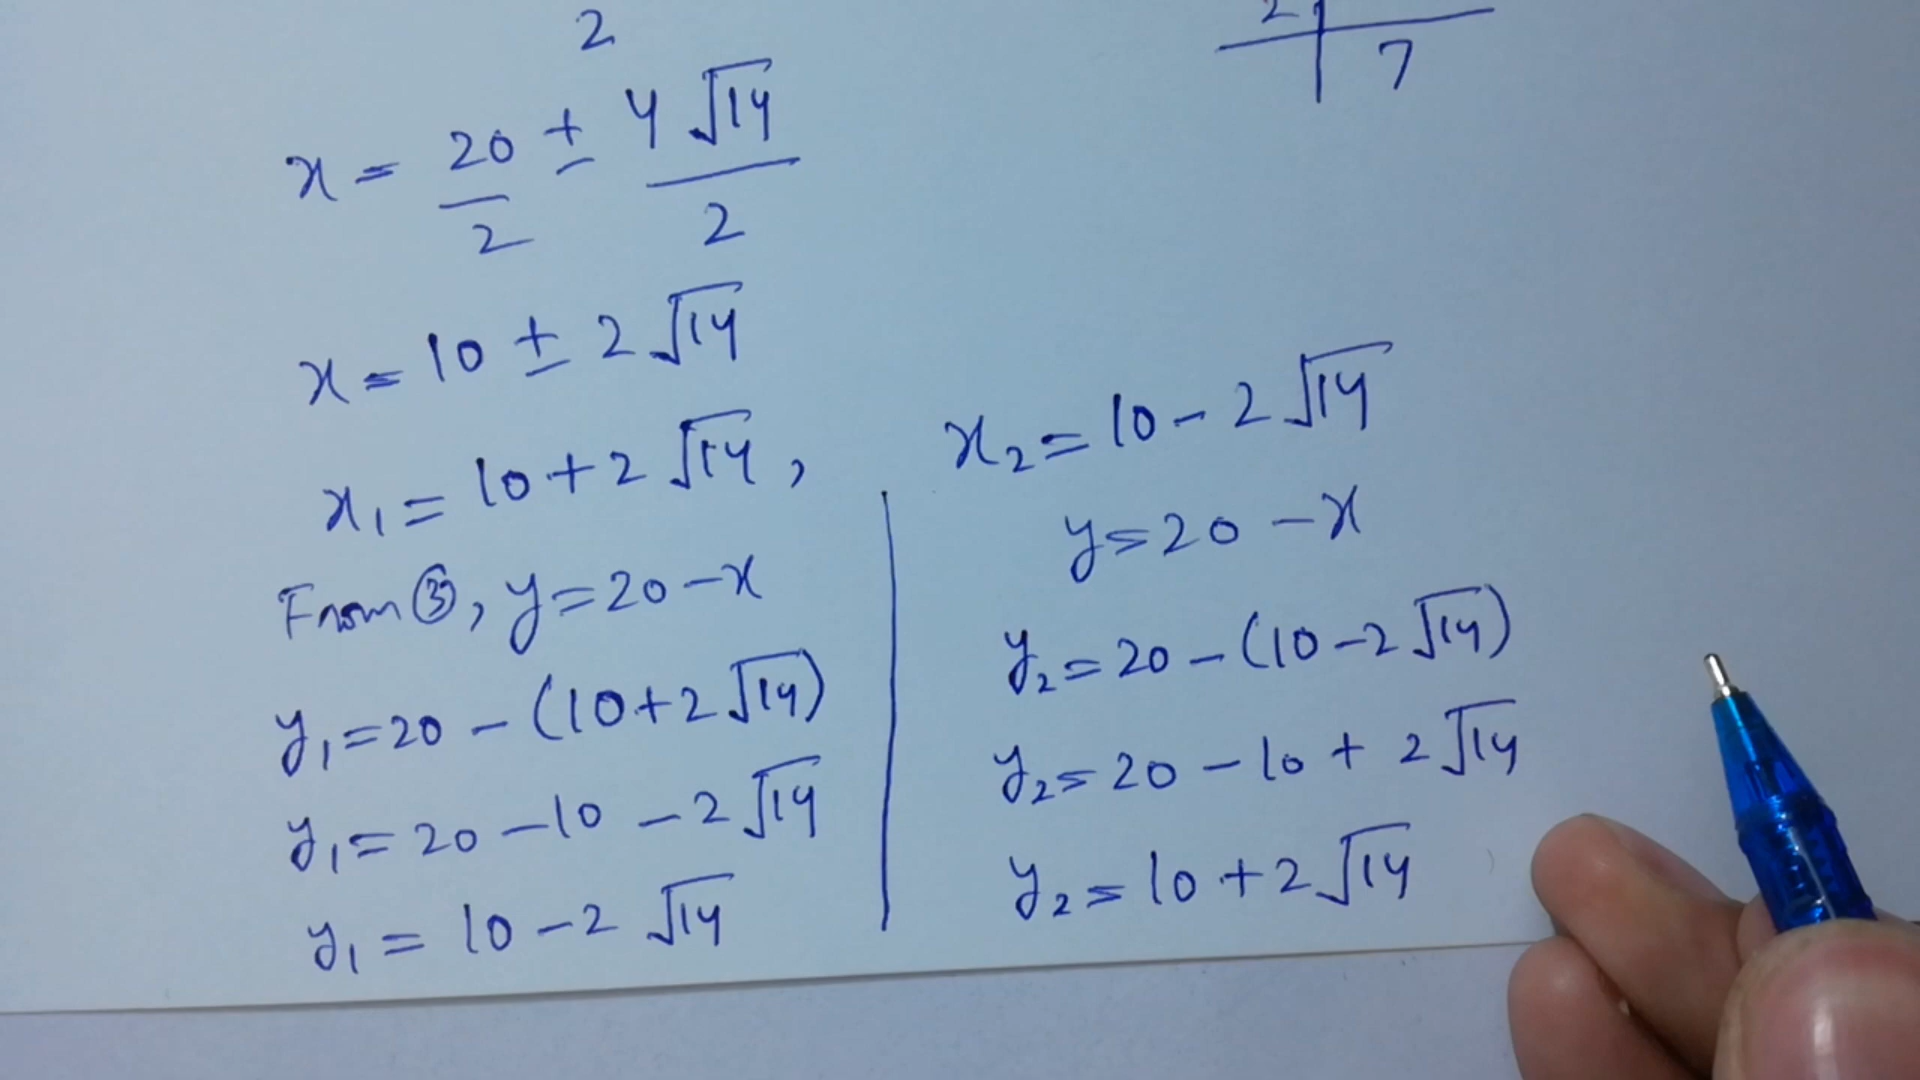 2
2 7
x = 20/2 ± 4√14/2
x = 10 ± 2√14
x₁ = 10 + 2√14,
From ③, y = 20 - x
y₁ = 20 - (10 + 2√14)
y₁ = 20 - 10 - 2√14
y₁ = 10 - 2√14
x₂ = 10 - 2√14
y = 20 - x
y₂ = 20 - (10 - 2√14)
y₂ = 20 - 10 + 2√14
y₂ = 10 + 2√14